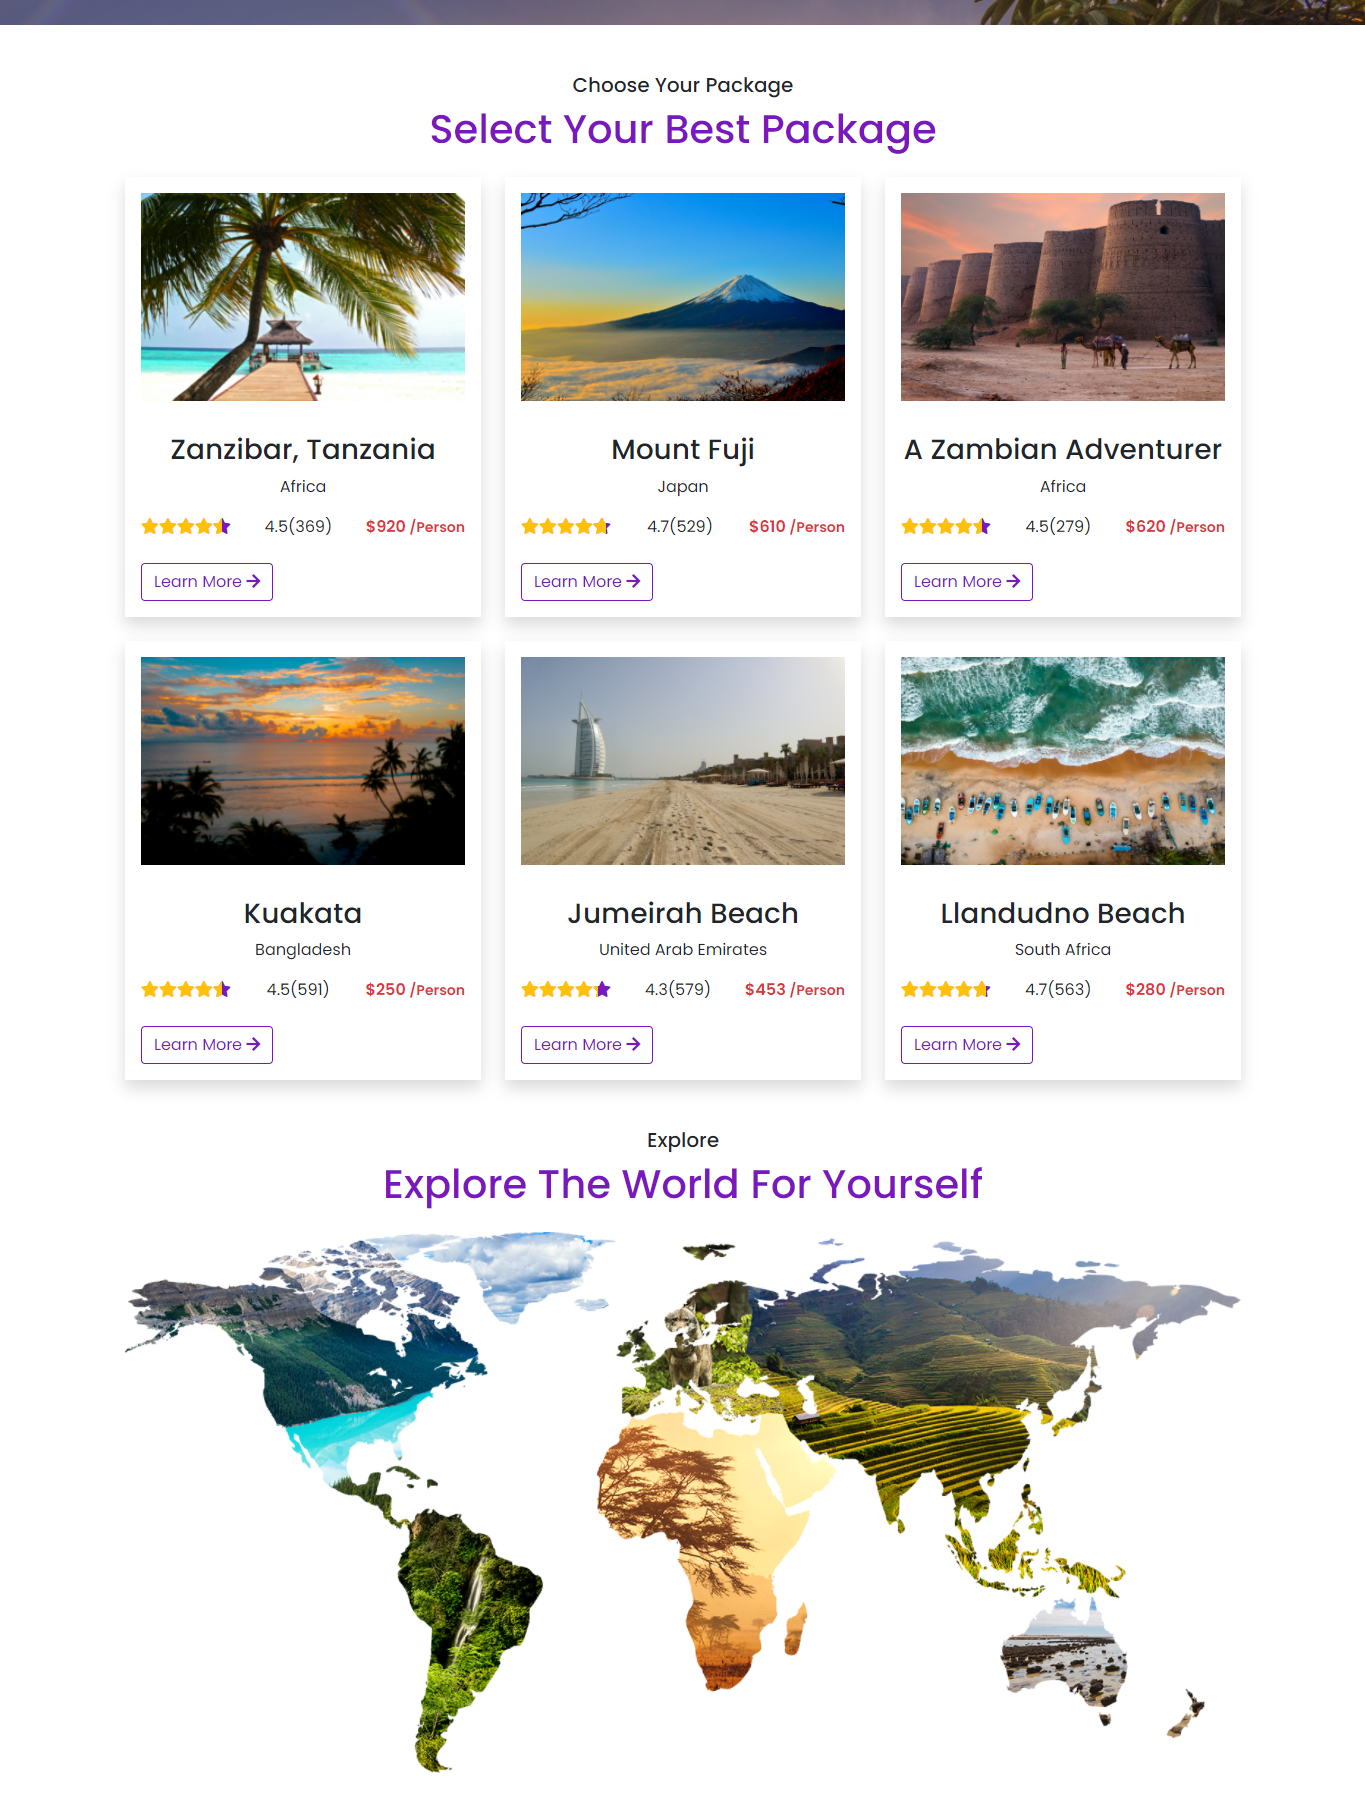 Choose Your Package
Select Your Best Package
Zanzibar, Tanzania
Africa
4.5(369) $920 /Person
Learn More
Mount Fuji
Japan
4.7(529) $610 /Person
Learn More
A Zambian Adventurer
Africa
4.5(279) $620 /Person
Learn More
Kuakata
Bangladesh
4.5(591) $250 /Person
Learn More
Jumeirah Beach
United Arab Emirates
4.3(579) $453 /Person
Learn More
Llandudno Beach
South Africa
4.7(563) $280 /Person
Learn More
Explore
Explore The World For Yourself